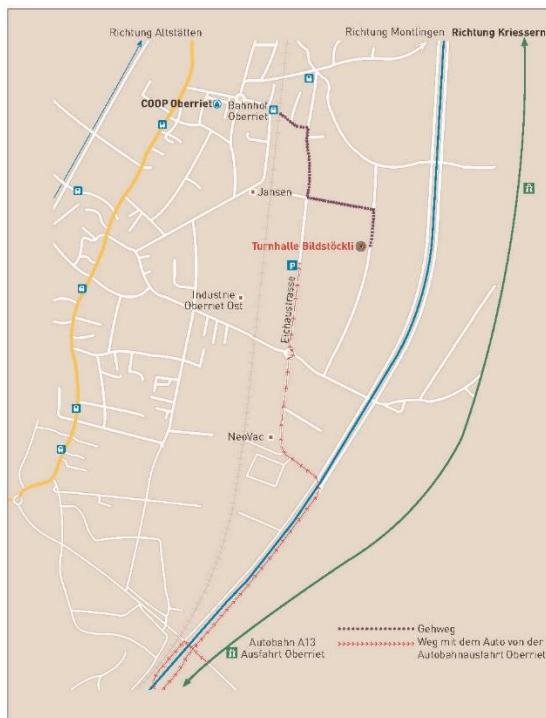 Richtung Altstätten
Richtung Montlingen
Richtung Kriessern
COOP Oberriet
Bahnhof
Oberriet
Jansen
Turnhalle Bildstöckli
P
Eichaustrasse
Industrie
Oberriet Ost
NeoVac
Autobahn A13
Ausfahrt Oberriet
Gehweg
Weg mit dem Auto von der
Autobahnausfahrt Oberriet